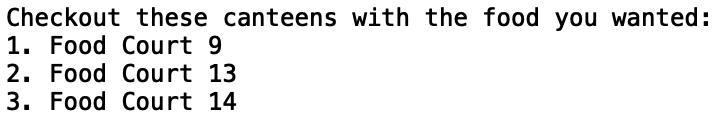 Checkout these canteens with the food you wanted:
1. Food Court 9
2. Food Court 13
3. Food Court 14